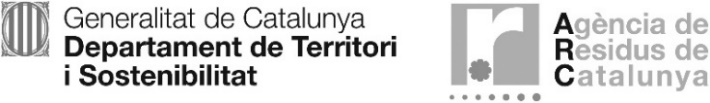 Generalitat de Catalunya
Departament de Territori
i Sostenibilitat
Agència de
Residus de
Catalunya